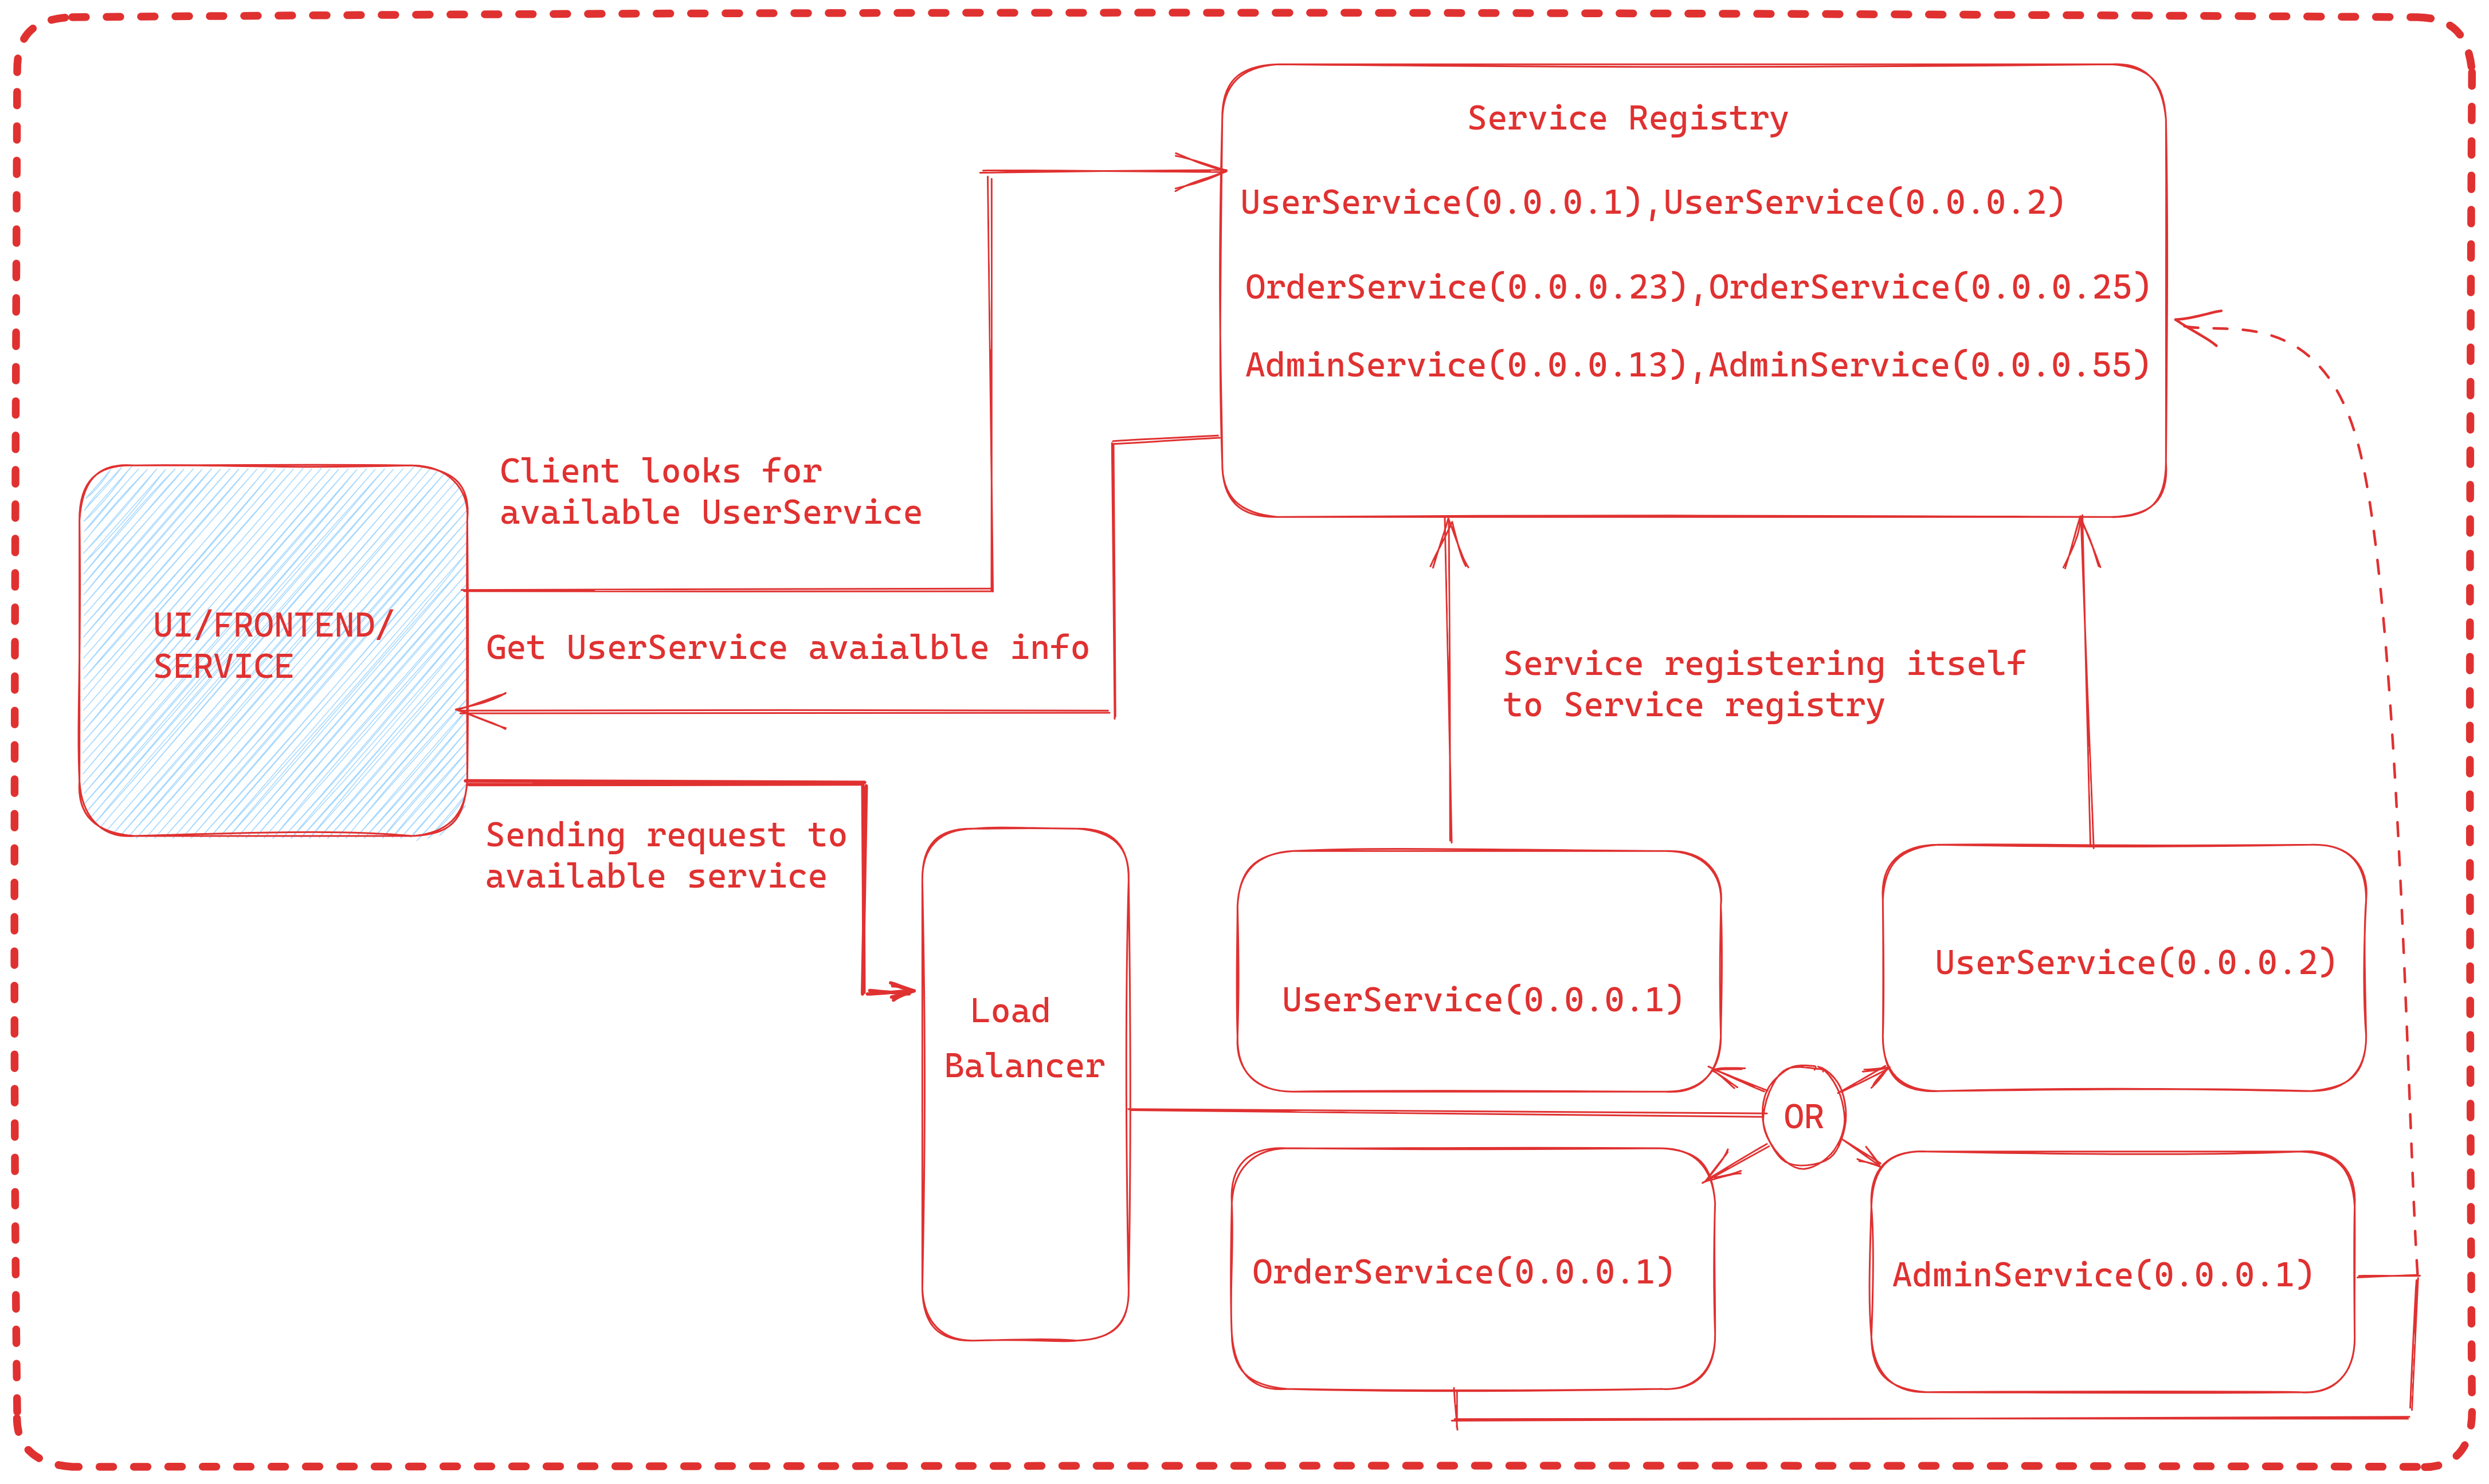 Service Registry
UserService(0.0.0.1),UserService(0.0.0.2)
OrderService(0.0.0.23),OrderService(0.0.0.25)
AdminService(0.0.0.13),AdminService(0.0.0.55)
Client looks for
available UserService
UI/FRONTEND/
SERVICE
Get UserService avaialble info
Service registering itself
to Service registry
Sending request to
available service
Load
Balancer
UserService(0.0.0.1)
UserService(0.0.0.2)
OR
OrderService(0.0.0.1)
AdminService(0.0.0.1)